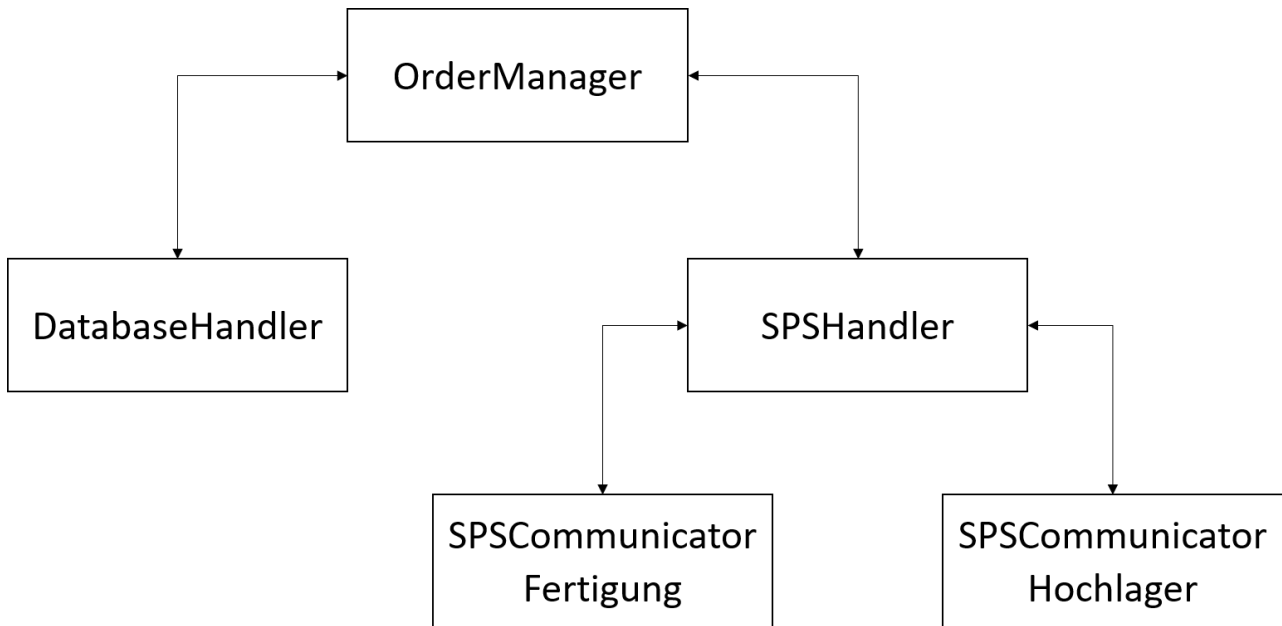 OrderManager
DatabaseHandler
SPSHandler
SPSCommunicator
Fertigung
SPSCommunicator
Hochlager